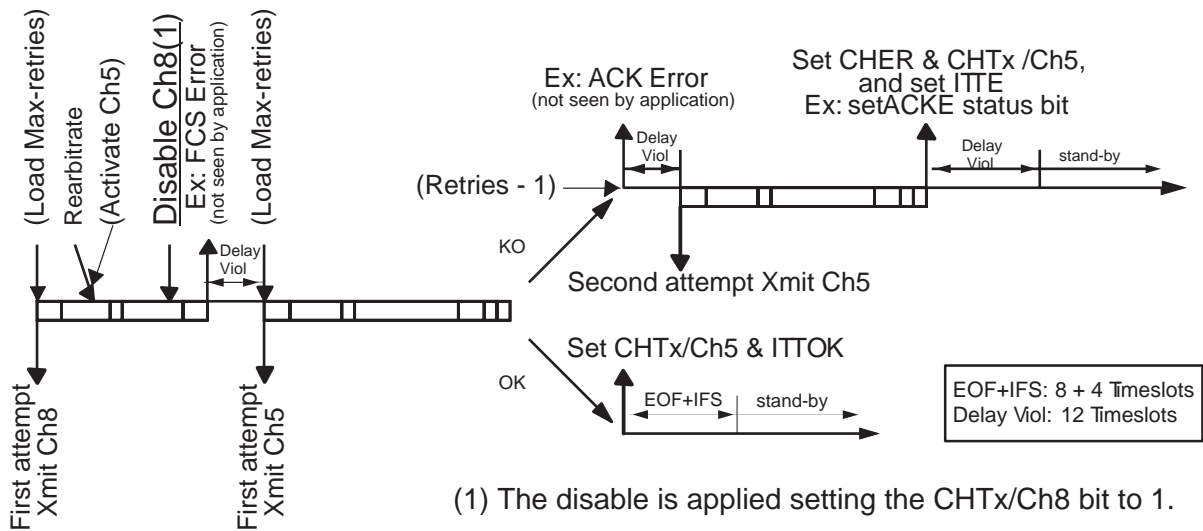 (Load Max-retries)
Rearbitrate
(Activate Ch5)
Disable Ch8(1)
Ex: FCS Error
(not seen by application)
(Load Max-retries)
Delay
Viol
First attempt
Xmit Ch8
First attempt
Xmit Ch5
Ex: ACK Error
(not seen by application)
Set CHER & CHTx /Ch5,
and set ITTE
Ex: setACKE status bit
Delay
Viol
Delay
Viol
stand-by
(Retries - 1)
KO
Second attempt Xmit Ch5
Set CHTx/Ch5 & ITTOK
OK
EOF+IFS
stand-by
EOF+IFS: 8 + 4 Timeslots
Delay Viol: 12 Timeslots
(1) The disable is applied setting the CHTx/Ch8 bit to 1.